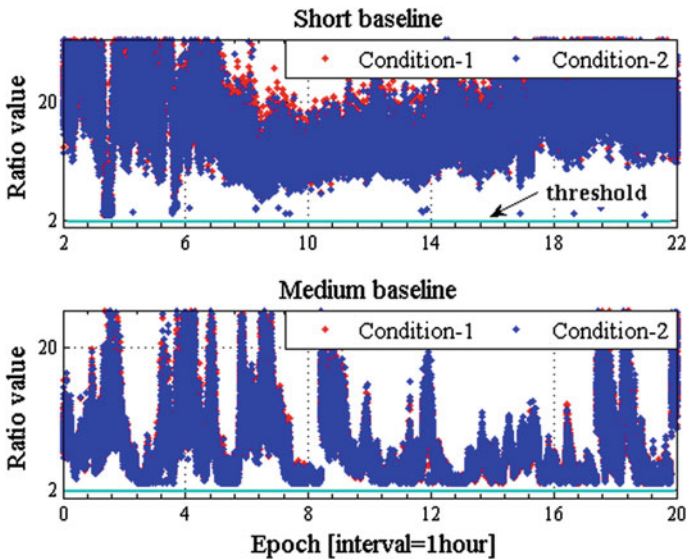 Short baseline
Condition-1 Condition-2
Ratio value
20
threshold
2
2 6 10 14 18 22
Medium baseline
Condition-1 Condition-2
Ratio value
20
2
0 4 8 12 16 20
Epoch [interval=1hour]